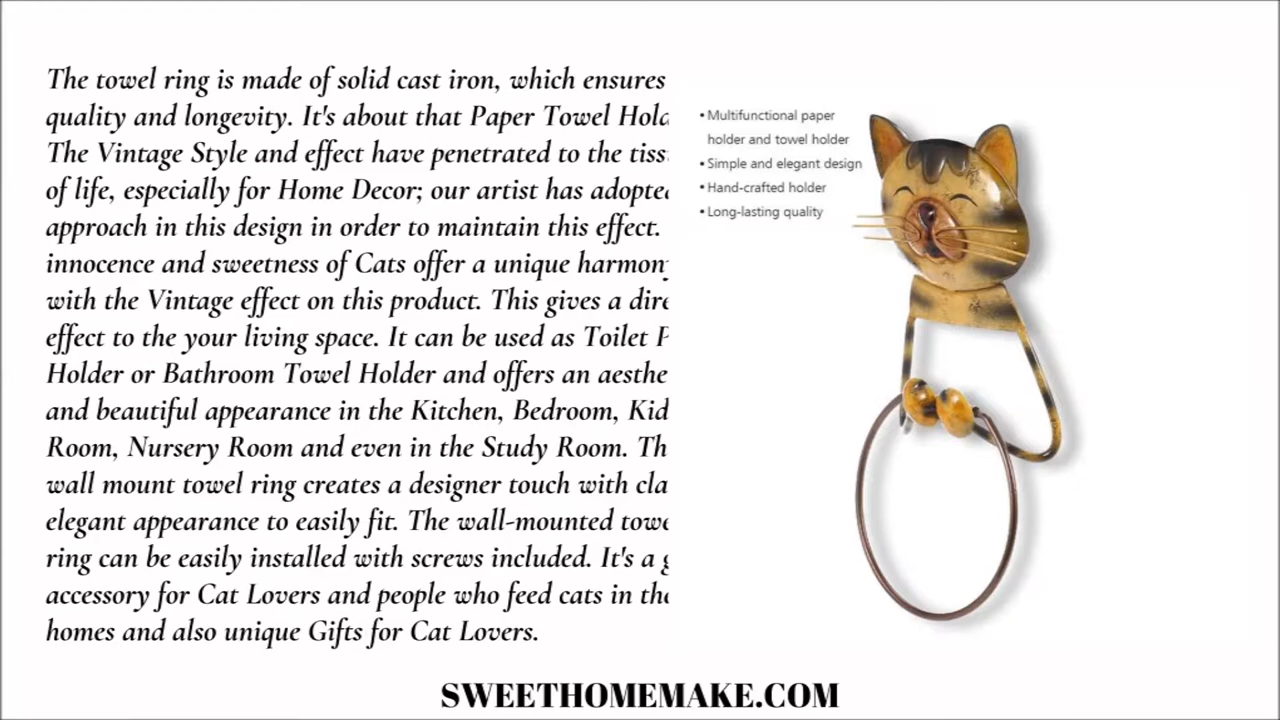 The towel ring is made of solid cast iron, which ensures
quality and longevity. It's about that Paper Towel
The Vintage Style and effect have penetrated to the
of life, especially for Home Decor; our artist has
approach in this design in order to maintain this effect.
innocence and sweetness of Cats offer a unique
with the Vintage effect on this product. This gives a
effect to the your living space. It can be used as Toilet
Holder or Bathroom Towel Holder and offers an
and beautiful appearance in the Kitchen, Bedroom,
Room, Nursery Room and even in the Study Room.
wall mount towel ring creates a designer touch with
elegant appearance to easily fit. The wall-mounted
ring can be easily installed with screws included. It's a
accessory for Cat Lovers and people who feed cats in
homes and also unique Gifts for Cat Lovers.
• Multifunctional paper
holder and towel holder
• Simple and elegant design
• Hand-crafted holder
• Long-lasting quality
SWEETHOMEMAKE.COM